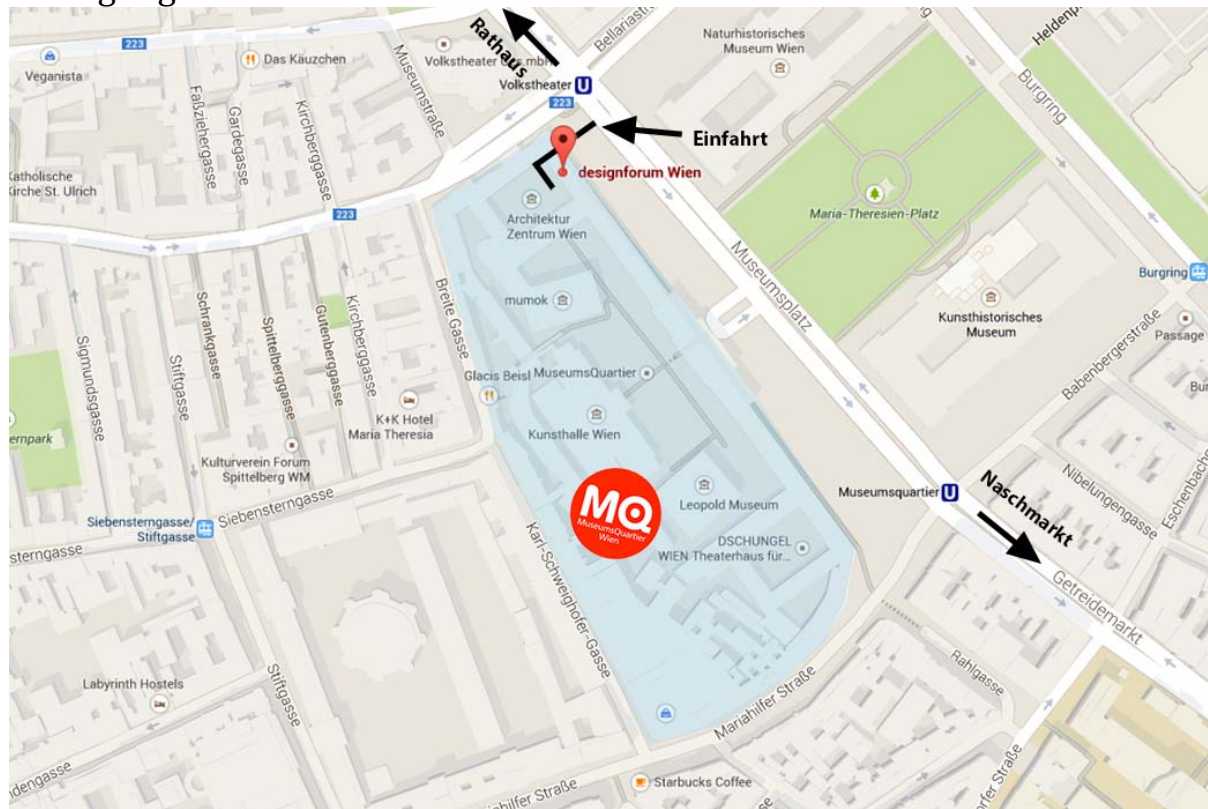 223
Veganista
Das Käuzchen
Faßziehergasse
Gardegasse
Kirchberggasse
Museumstraße
Rathaus
Volkstheater
Volkstheater
223
Naturhistorisches
Museum Wien
Burgring
Einfahrt
designforum Wien
Katholische
Kirche St. Ulrich
223
Architektur
Zentrum Wien
Maria-Theresien-Platz
Museumsplatz
Burgring
Kunsthistorisches
Museum
Passage
Babenbergerstraße
mumok
Breite Gasse
Kirchberggasse
Gutenberggasse
Spittelberggasse
Schrankgasse
Stiftgasse
Sigmundsgasse
Glacis Beisl
MuseumsQuartier
K+K Hotel
Maria Theresia
Kunsthalle Wien
Kulturverein Forum
Spittelberg WM
MQ
MuseumsQuartier
Wien
Leopold Museum
Museumsquartier
Naschmarkt
Nibelungengasse
Siebensterngasse/
Stiftgasse
Siebensterngasse
DSCHUNGEL
WIEN Theaterhaus für...
Karl-Schweighofer-Gasse
Getreidemarkt
Rahlgasse
Labyrinth Hostels
Stiftgasse
Mariahilfer Straße
Starbucks Coffee
Mariahilfer Straße